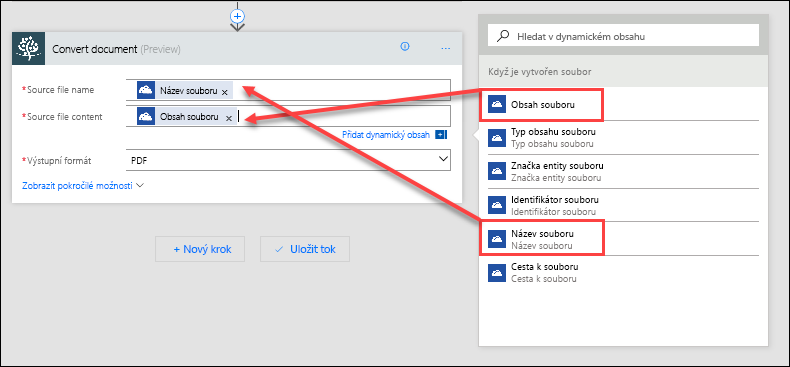 Convert document (Preview)
...
* Source file name
Název souboru x
* Source file content
Obsah souboru x
Přidat dynamický obsah
* Výstupní formát
PDF
Zobrazit pokročilé možnosti
+ Nový krok
Uložit tok
Hledat v dynamickém obsahu
Když je vytvořen soubor
Obsah souboru
Typ obsahu souboru
Typ obsahu souboru
Značka entity souboru
Značka entity souboru
Identifikátor souboru
Identifikátor souboru
Název souboru
Název souboru
Cesta k souboru
Cesta k souboru